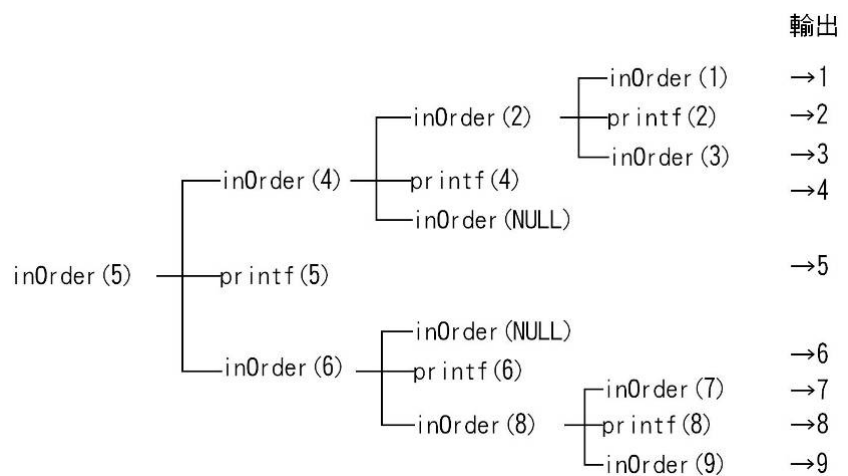 輸出
inOrder(1) →1
inOrder(2) printf(2) →2
inOrder(3) →3
inOrder(4) printf(4) →4
inOrder(NULL)
inOrder(5) printf(5) →5
inOrder(NULL)
→6
inOrder(6) printf(6)
inOrder(7) →7
inOrder(8) printf(8) →8
inOrder(9) →9